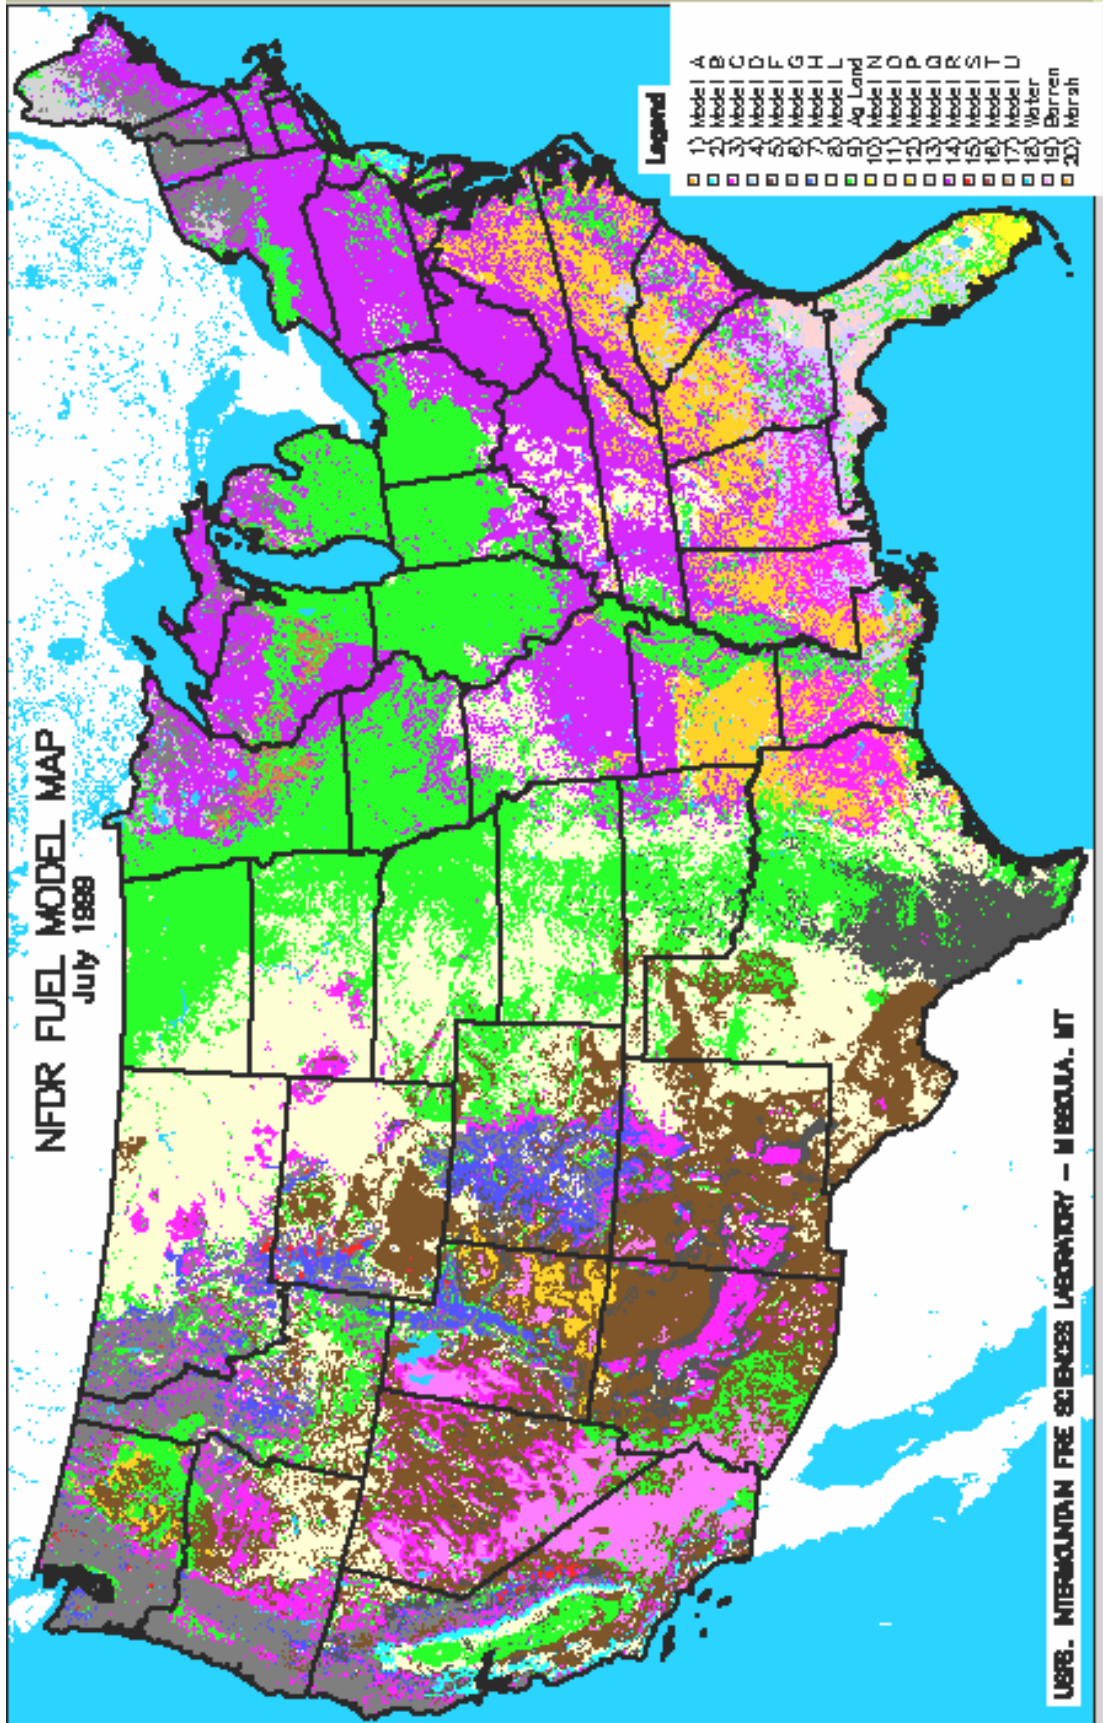 NFDR FUEL MODEL MAP
July 1999
Legend
1) Model A
2) Model B
3) Model C
4) Model D
5) Model F
6) Model G
7) Model H
8) Model L
9) Ag Land
10) Model N
11) Model O
12) Model P
13) Model Q
14) Model R
15) Model S
16) Model T
17) Model U
18) Water
19) Barren
20) Marsh
USFS. INTERMOUNTAIN FIRE SCIENCES LABORATORY - MISSOULA. MT